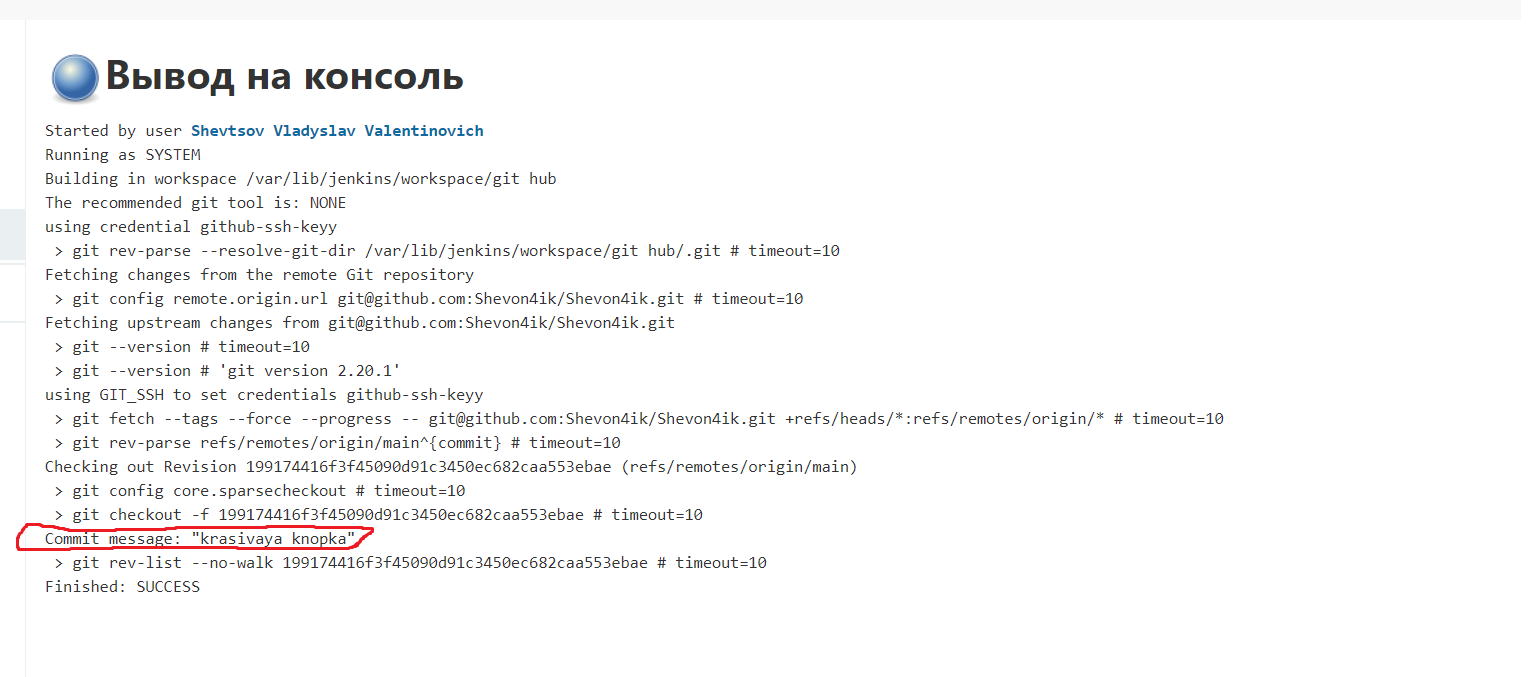 Вывод на консоль
Started by user Shevtsov Vladyslav Valentinovich
Running as SYSTEM
Building in workspace /var/lib/jenkins/workspace/git hub
The recommended git tool is: NONE
using credential github-ssh-keyy
 > git rev-parse --resolve-git-dir /var/lib/jenkins/workspace/git hub/.git # timeout=10
Fetching changes from the remote Git repository
 > git config remote.origin.url git@github.com:Shevon4ik/Shevon4ik.git # timeout=10
Fetching upstream changes from git@github.com:Shevon4ik/Shevon4ik.git
 > git --version # timeout=10
 > git --version # 'git version 2.20.1'
using GIT_SSH to set credentials github-ssh-keyy
 > git fetch --tags --force --progress -- git@github.com:Shevon4ik/Shevon4ik.git +refs/heads/*:refs/remotes/origin/* # timeout=10
 > git rev-parse refs/remotes/origin/main^{commit} # timeout=10
Checking out Revision 199174416f3f45090d91c3450ec682caa553ebae (refs/remotes/origin/main)
 > git config core.sparsecheckout # timeout=10
 > git checkout -f 199174416f3f45090d91c3450ec682caa553ebae # timeout=10
Commit message: "krasivaya knopka"
 > git rev-list --no-walk 199174416f3f45090d91c3450ec682caa553ebae # timeout=10
Finished: SUCCESS